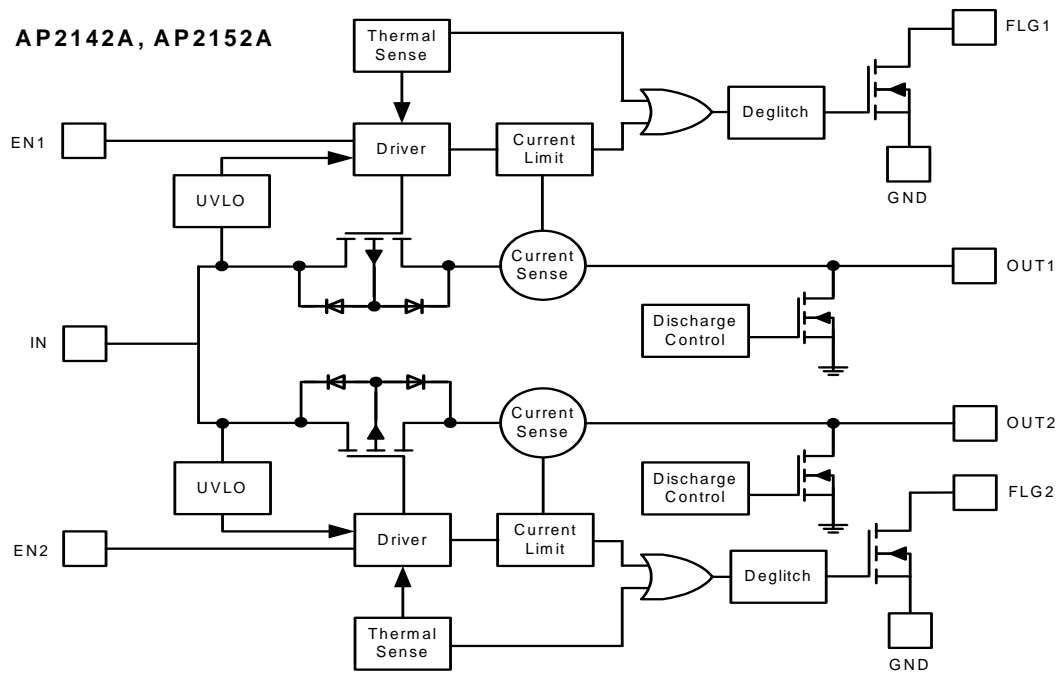 AP2142A, AP2152A
Thermal
Sense
FLG1
Deglitch
EN1
Driver
Current
Limit
UVLO
GND
Current
Sense
OUT1
Discharge
Control
IN
Current
Sense
OUT2
UVLO
Discharge
Control
FLG2
EN2
Driver
Current
Limit
Deglitch
Thermal
Sense
GND